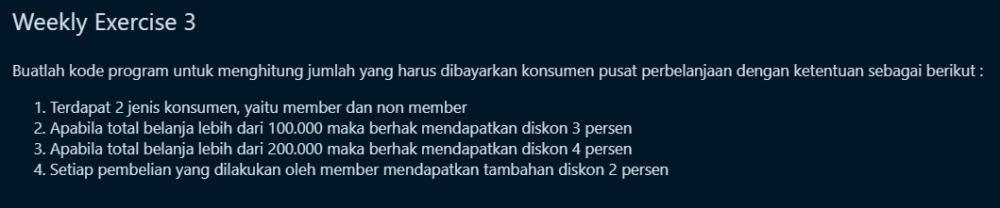 Weekly Exercise 3
Buatlah kode program untuk menghitung jumlah yang harus dibayarkan konsumen pusat perbelanjaan dengan ketentuan sebagai berikut :
1. Terdapat 2 jenis konsumen, yaitu member dan non member
2. Apabila total belanja lebih dari 100.000 maka berhak mendapatkan diskon 3 persen
3. Apabila total belanja lebih dari 200.000 maka berhak mendapatkan diskon 4 persen
4. Setiap pembelian yang dilakukan oleh member mendapatkan tambahan diskon 2 persen